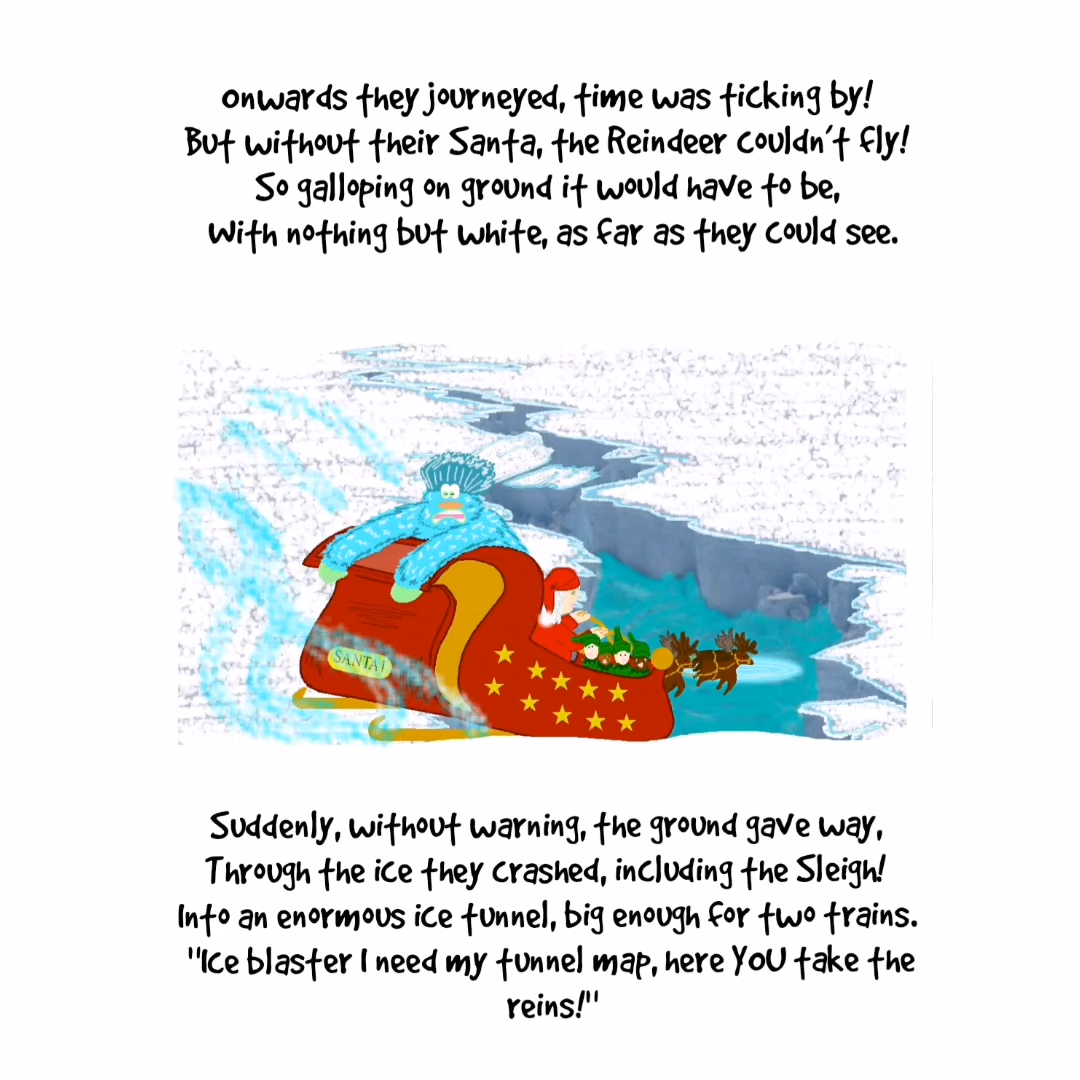 onwards they journeyed, time was ticking by!
But without their Santa, the Reindeer couldn't fly!
So galloping on ground it would have to be,
With nothing but white, as far as they could see.
SANTA 1
Suddenly, without warning, the ground gave way,
Through the ice they crashed, including the Sleigh!
Into an enormous ice tunnel, big enough for two trains.
"Ice blaster I need my tunnel map, here YOU take the
reins!"